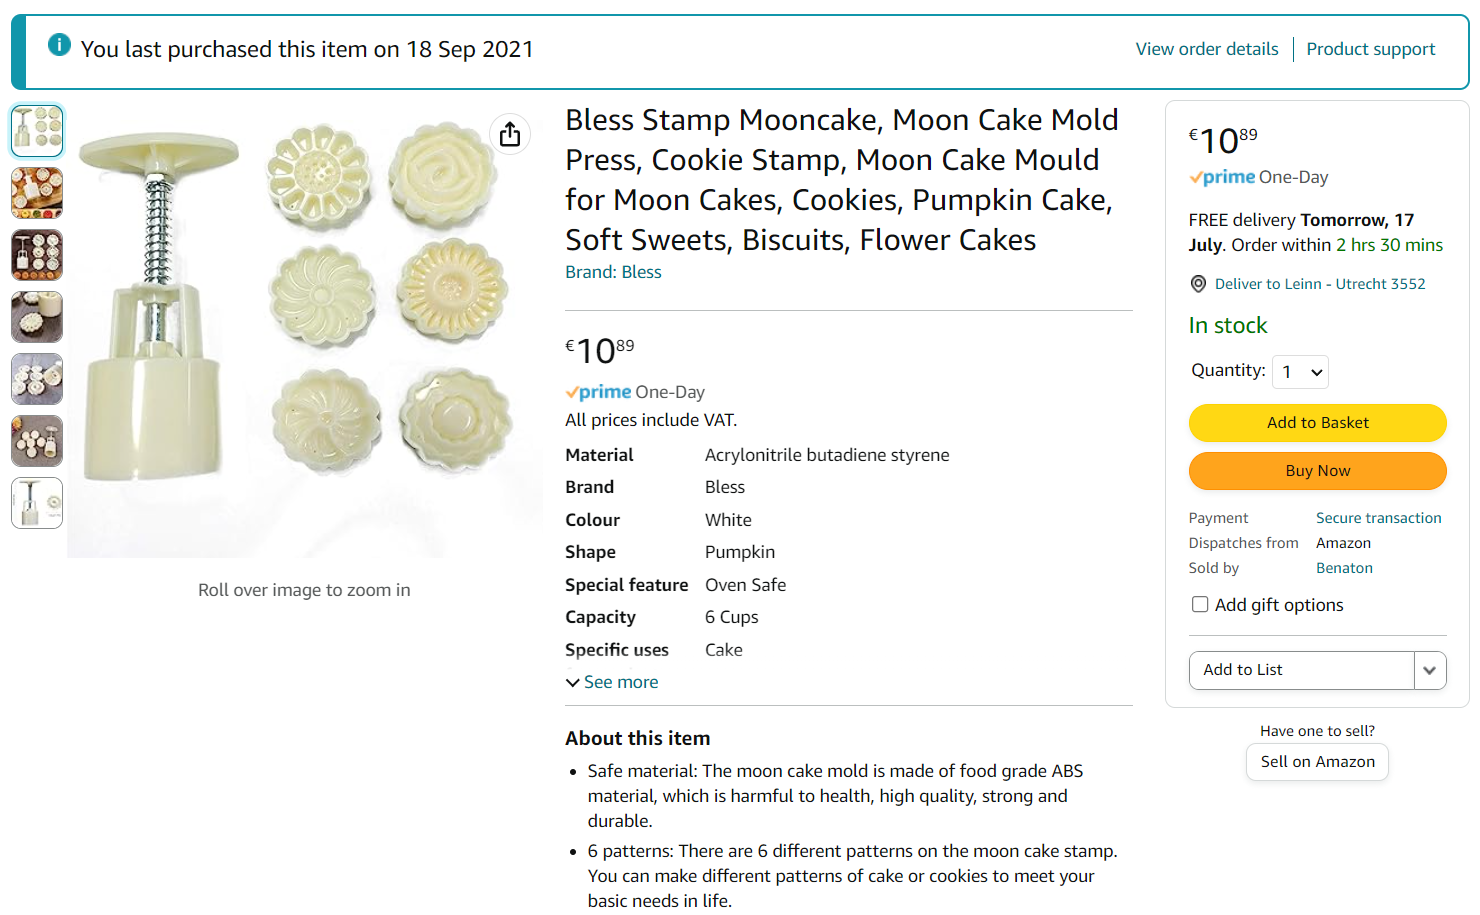 You last purchased this item on 18 Sep 2021
View order details
Product support
Bless Stamp Mooncake, Moon Cake Mold
Press, Cookie Stamp, Moon Cake Mould
for Moon Cakes, Cookies, Pumpkin Cake,
Soft Sweets, Biscuits, Flower Cakes
Brand: Bless
€10 89
prime One-Day
All prices include VAT.
Material Acrylonitrile butadiene styrene
Brand Bless
Colour White
Shape Pumpkin
Special feature Oven Safe
Capacity 6 Cups
Specific uses Cake
See more
About this item
Safe material: The moon cake mold is made of food grade ABS
material, which is harmful to health, high quality, strong and
durable.
6 patterns: There are 6 different patterns on the moon cake stamp.
You can make different patterns of cake or cookies to meet your
basic needs in life.
Roll over image to zoom in
€10 89
prime One-Day
FREE delivery Tomorrow, 17
July. Order within 2 hrs 30 mins
Deliver to Leinn - Utrecht 3552
In stock
Quantity: 1
Add to Basket
Buy Now
Payment Secure transaction
Dispatches from Amazon
Sold by Benaton
Add gift options
Add to List
Have one to sell?
Sell on Amazon